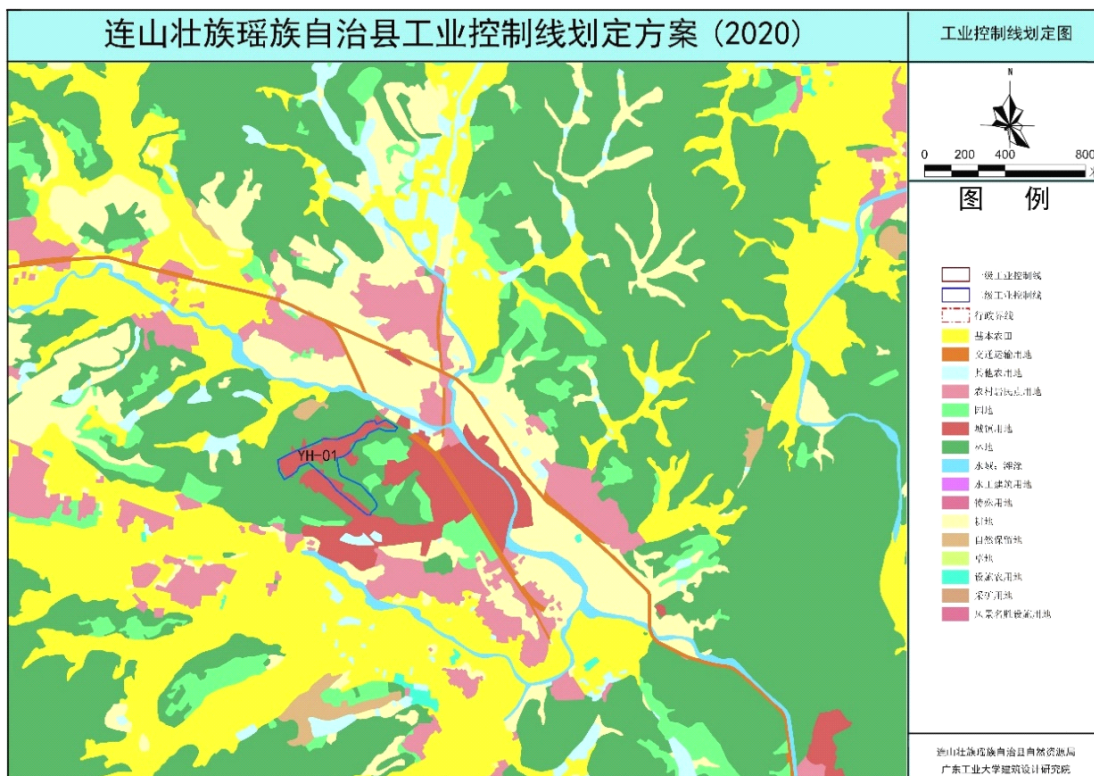 连山壮族瑶族自治县工业控制线划定方案 (2020)
工业控制线划定图
N
0 200 400 800
图 例
级工业控制线
级工业控制线
行政界线
基本农田
交通运输用地
其他农用地
农村居民点用地
园地
城镇用地
林地
水域
水工建筑用地
特殊用地
耕地
自然保留地
草地
设施农用地
采矿用地
风景名胜设施用地
YH-01
连山壮族瑶族自治县自然资源局
广东工业大学建筑设计研究院